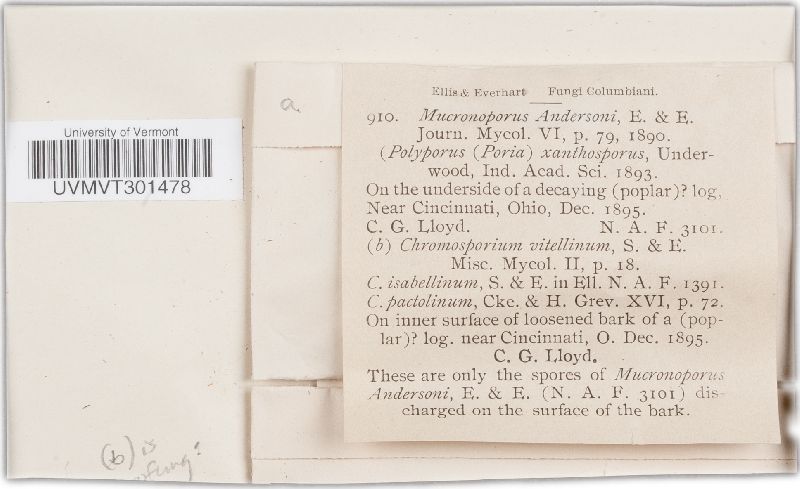 University of Vermont
UVMVT301478
a.
Ellis & Everhart Fungi Columbiani.
910. Mucronoporus Andersoni, E. & E.
Journ. Mycol. VI, p. 79, 1890.
(Polyporus (Poria) xanthosporus, Under-
wood, Ind. Acad. Sci. 1893.
On the underside of a decaying (poplar)? log,
Near Cincinnati, Ohio, Dec. 1895.
C. G. Lloyd. N. A. F. 3101.
(b) Chromosporium vitellinum, S. & E.
Misc. Mycol. II, p. 18.
C. isabellinum, S. & E. in Ell. N. A. F. 1391.
C. pactolinum, Cke. & H. Grev. XVI, p. 72.
On inner surface of loosened bark of a (pop-
lar)? log. near Cincinnati, O. Dec. 1895.
C. G. Lloyd.
These are only the spores of Mucronoporus
Andersoni, E. & E. (N. A. F. 3101) dis-
charged on the surface of the bark.
(b) is